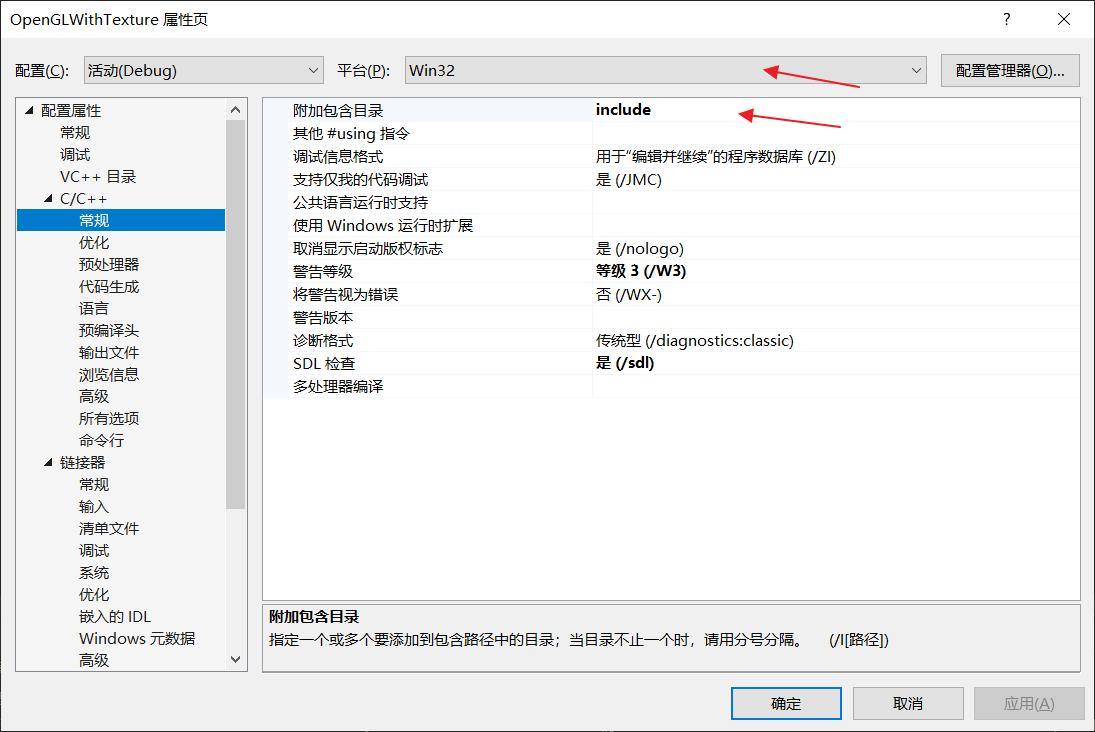 OpenGLWithTexture 属性页
?
配置(C): 活动(Debug) 平台(P): Win32 配置管理器(O)...
配置属性
常规
调试
VC++ 目录
C/C++
常规
优化
预处理器
代码生成
语言
预编译头
输出文件
浏览信息
高级
所有选项
命令行
链接器
常规
输入
清单文件
调试
系统
优化
嵌入的 IDL
Windows 元数据
高级
附加包含目录 include
其他 #using 指令
调试信息格式 用于“编辑并继续”的程序数据库 (/ZI)
支持仅我的代码调试 是 (/JMC)
公共语言运行时支持
使用 Windows 运行时扩展
取消显示启动版权标志 是 (/nologo)
警告等级 等级 3 (/W3)
将警告视为错误 否 (/WX-)
警告版本
诊断格式 传统型 (/diagnostics:classic)
SDL 检查 是 (/sdl)
多处理器编译
附加包含目录
指定一个或多个要添加到包含路径中的目录；当目录不止一个时，请用分号分隔。 (/I[路径])
确定 取消 应用(A)